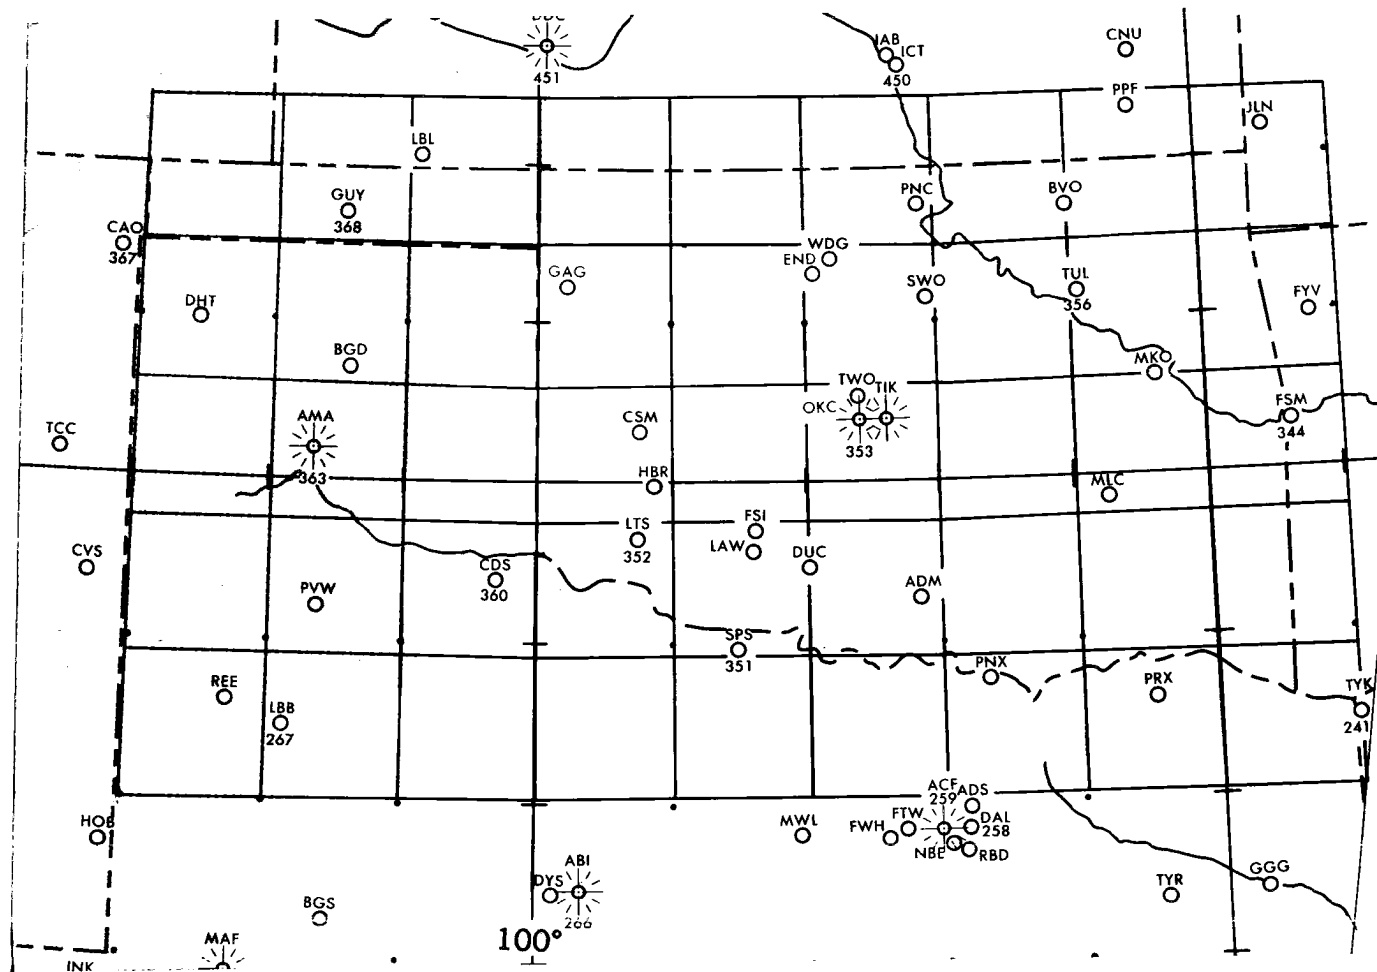 DDC
451
IAB
ICT
450
CNU
PPF
JLN
LBL
GUY
368
PNC
BVO
CAO
367
WDG
END
GAG
SWO
TUL
356
FYV
DHT
BGD
MKO
TWO
TIK
OKC
353
FSM
344
AMA
363
CSM
TCC
HBR
MLC
LTS
352
FSI
LAW
DUC
CVS
CDS
360
PVW
ADM
SPS
351
PNX
PRX
TYK
241
REE
LBB
267
ACF
259
ADS
HOB
MWL
FWH
FTW
DAL
258
NBE
RBD
ABI
DYS
266
TYR
GGG
BGS
100°
MAF
INK